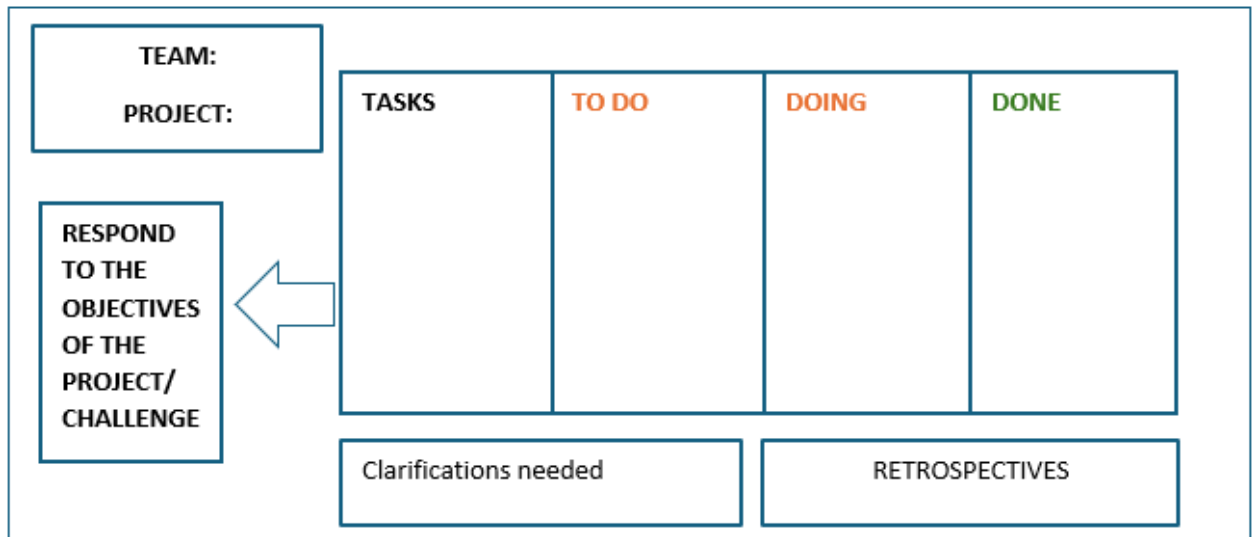 TEAM:
PROJECT:
TASKS
TO DO
DOING
DONE
RESPOND
TO THE
OBJECTIVES
OF THE
PROJECT/
CHALLENGE
Clarifications needed
RETROSPECTIVES